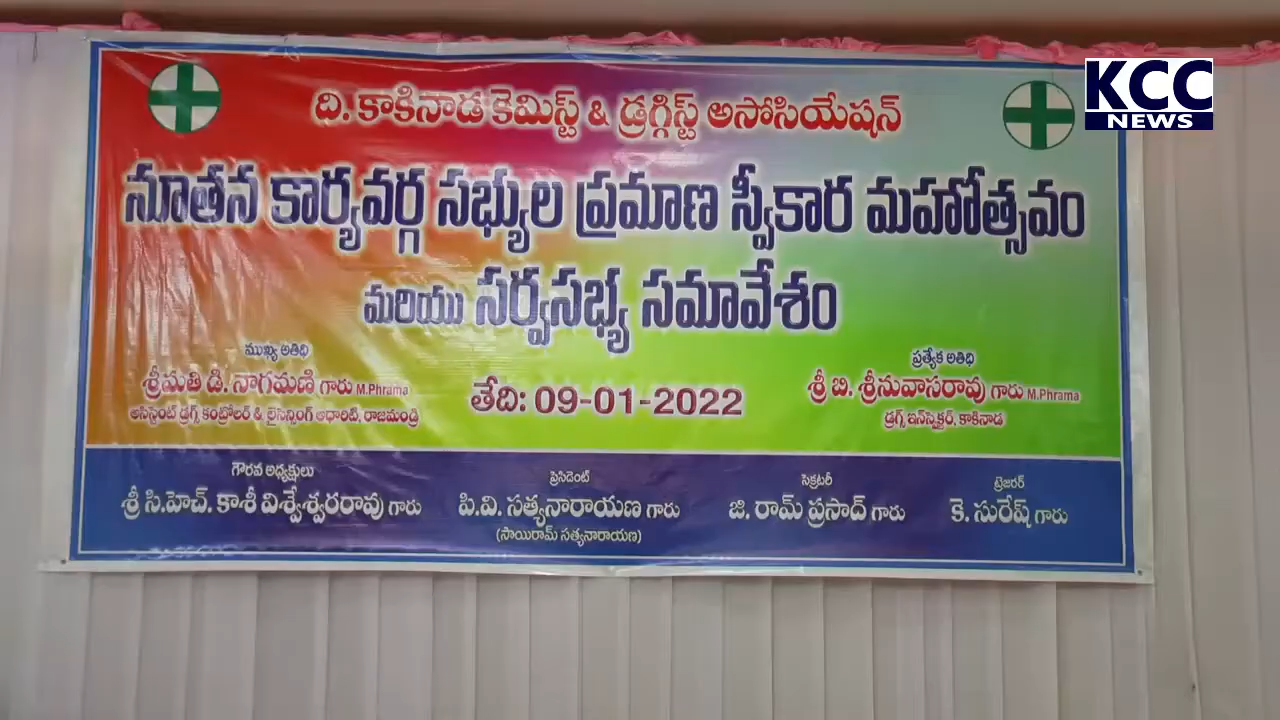 KCC
NEWS
ది. కాకినాడ కెమిస్ట్ & డ్రగ్గిస్ట్ అసోసియేషన్
నూతన కార్యవర్గ సభ్యుల ప్రమాణ స్వీకార మహోత్సవం
మరియు సర్వసభ్య సమావేశం
ముఖ్య అతిధి
శ్రీమతి డి. నాగమణి గారు M.Phrama
అసిస్టెంట్ డ్రగ్స్ కంట్రోలర్ & లైసెన్సింగ్ ఆధారిటీ, రాజమండ్రి
తేది: 09-01-2022
ప్రత్యేక అతిధి
శ్రీ బి. శ్రీనువాసరావు గారు M.Phrama
డ్రగ్స్ ఇన్‌స్పెక్టర్, కాకినాడ
గౌరవ అధ్యక్షులు
శ్రీ సి.హెచ్. కాశీ విశ్వేశ్వరరావు గారు
ప్రెసిడెంట్
పి.వి. సత్యనారాయణ గారు
(సాయిరామ్ సత్యనారాయణ)
సెక్రటరీ
జి. రామ్ ప్రసాద్ గారు
ట్రెజరర్
కె. సురేష్ గారు